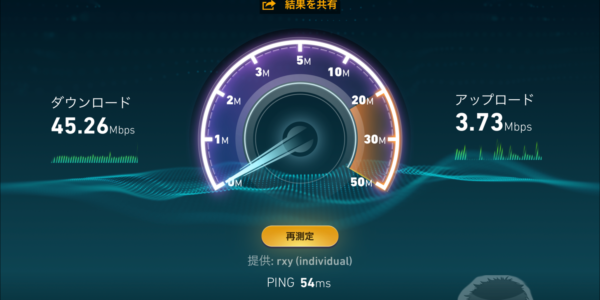 結果を共有
ダウンロード
45.26Mbps
アップロード
3.73Mbps
0M
1M
2M
3M
5M
10M
20M
30M
50M
再測定
提供: rxy (individual)
PING 54ms